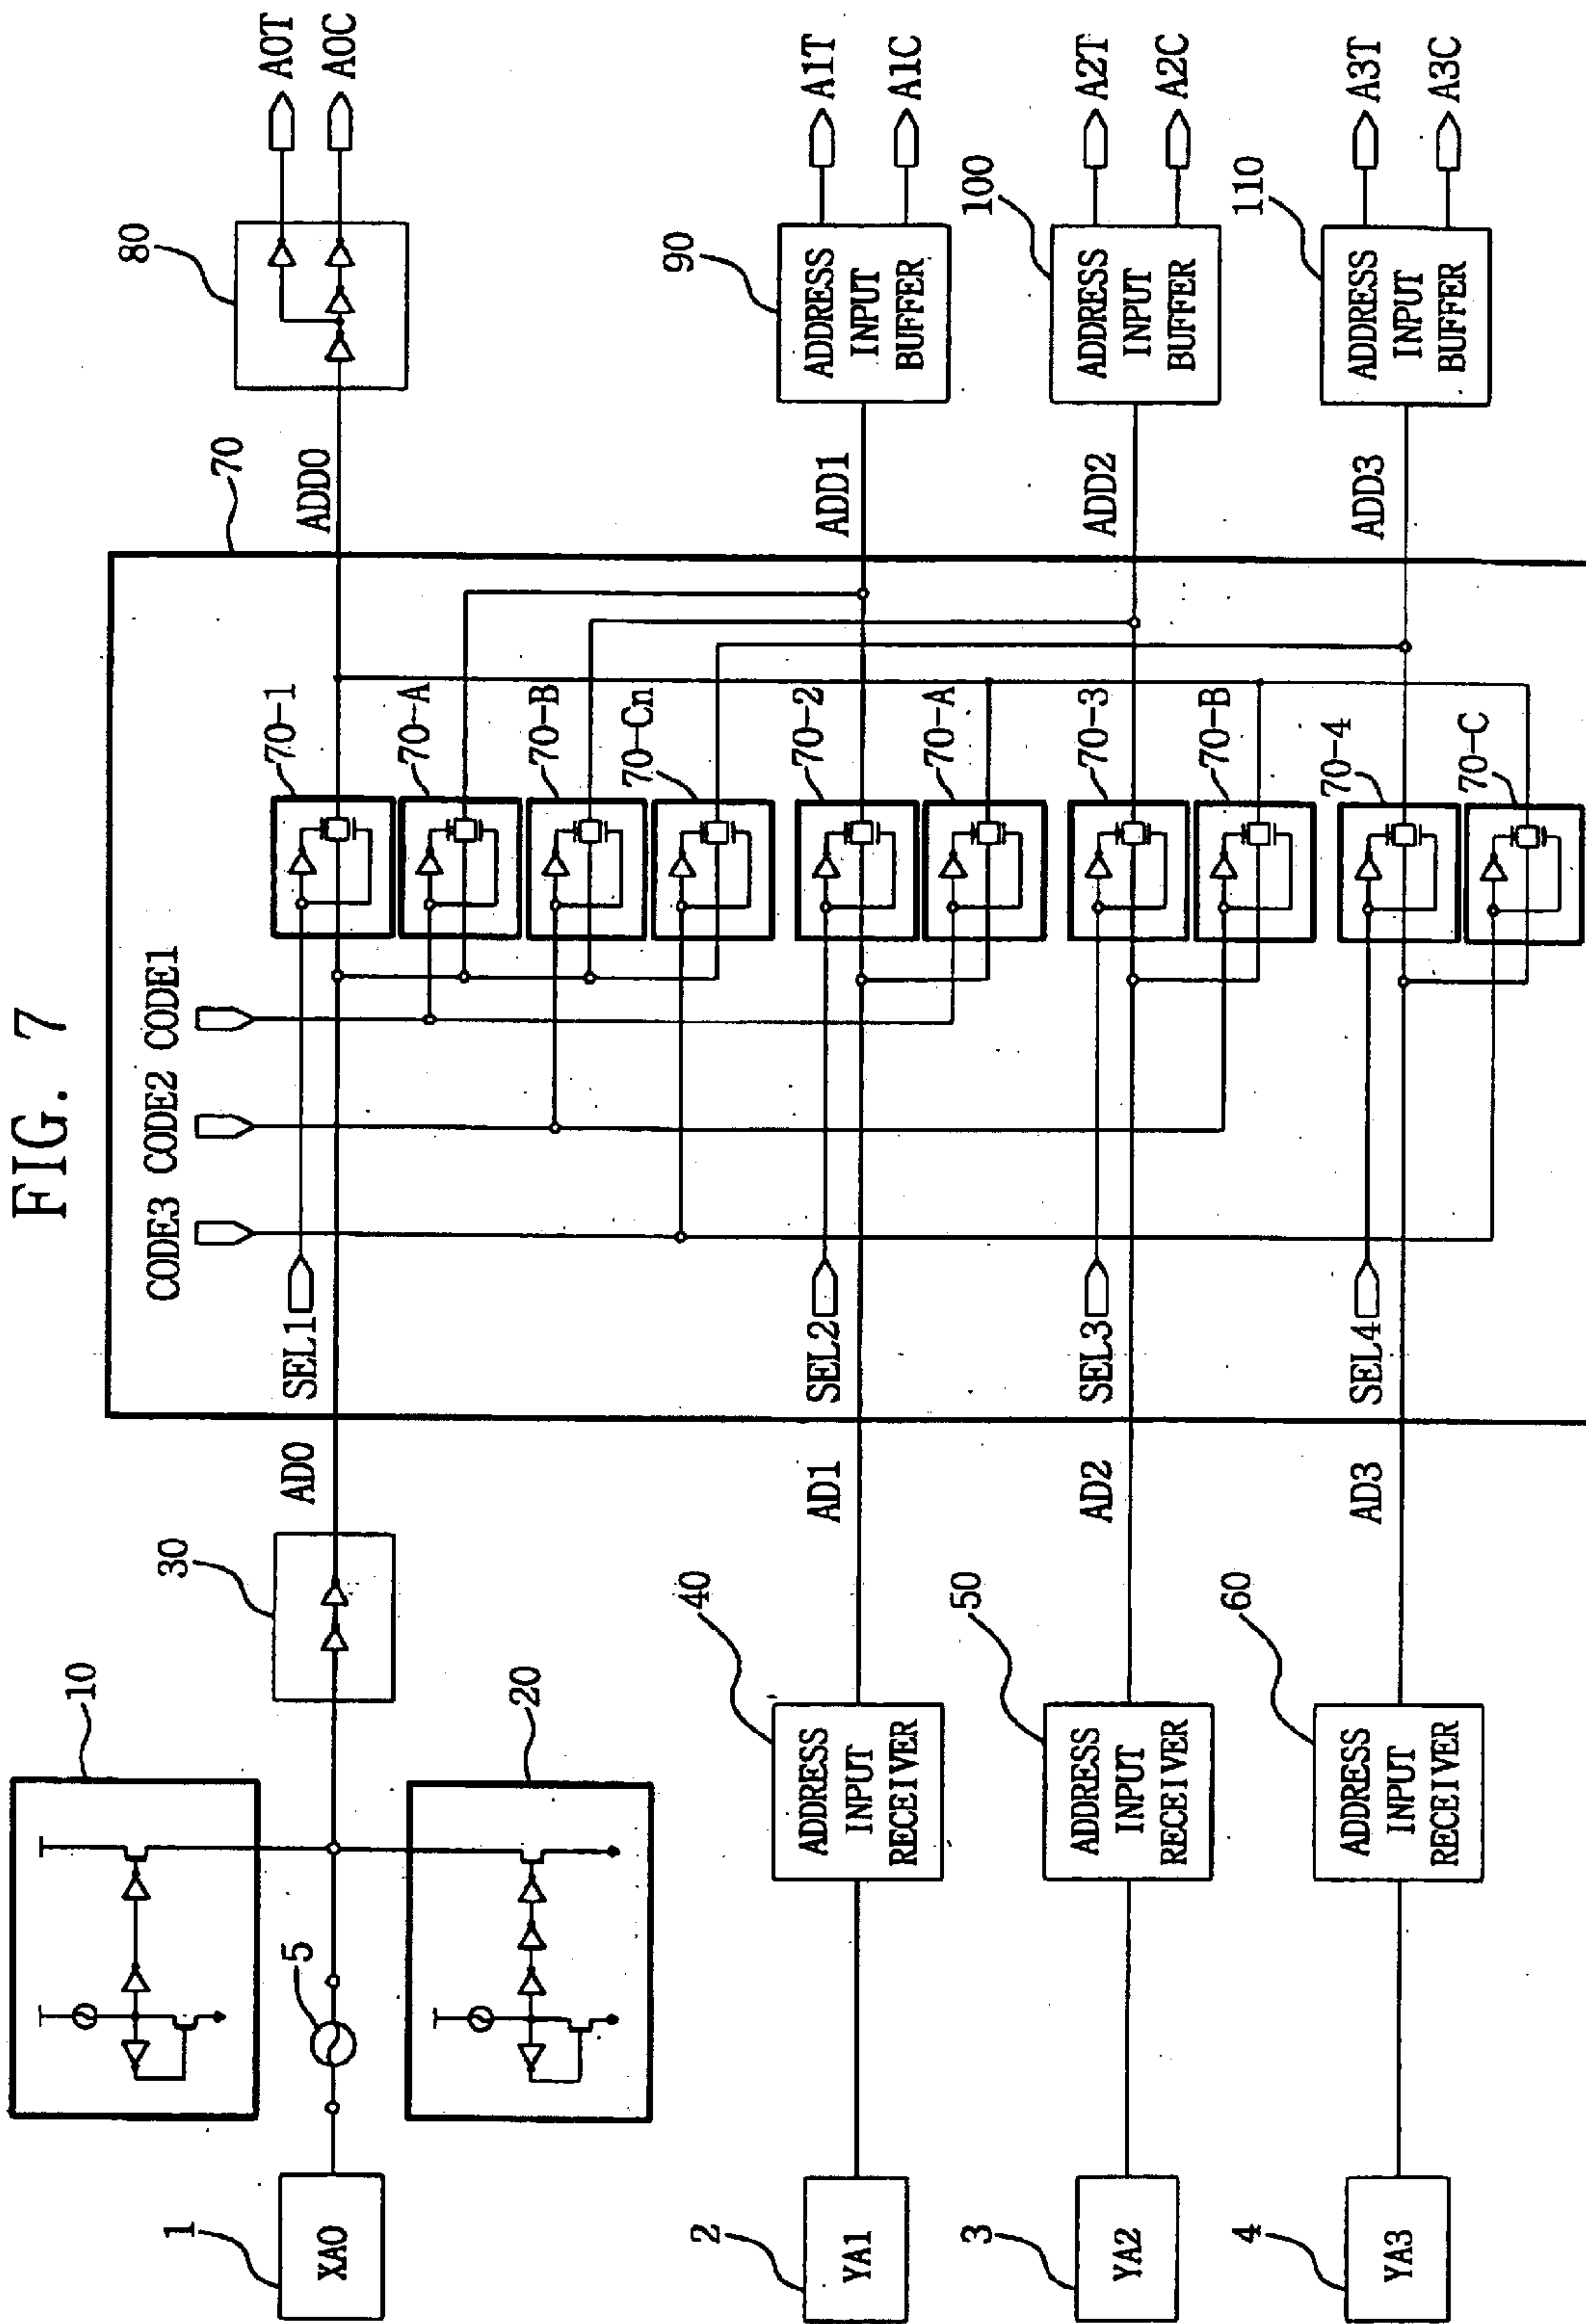 FIG. 7
CODE3 CODE2 CODE1
1
XA0
5
10
20
30
AD0
SEL1
70-1
70-A
70-B
70-Cn
70
ADD0
80
A0T
A0C
2
YA1
40
ADDRESS
INPUT
RECEIVER
AD1
SEL2
70-2
70-A
ADD1
90
ADDRESS
INPUT
BUFFER
A1T
A1C
3
YA2
50
ADDRESS
INPUT
RECEIVER
AD2
SEL3
70-3
70-B
ADD2
100
ADDRESS
INPUT
BUFFER
A2T
A2C
4
YA3
60
ADDRESS
INPUT
RECEIVER
AD3
SEL4
70-4
70-C
ADD3
110
ADDRESS
INPUT
BUFFER
A3T
A3C